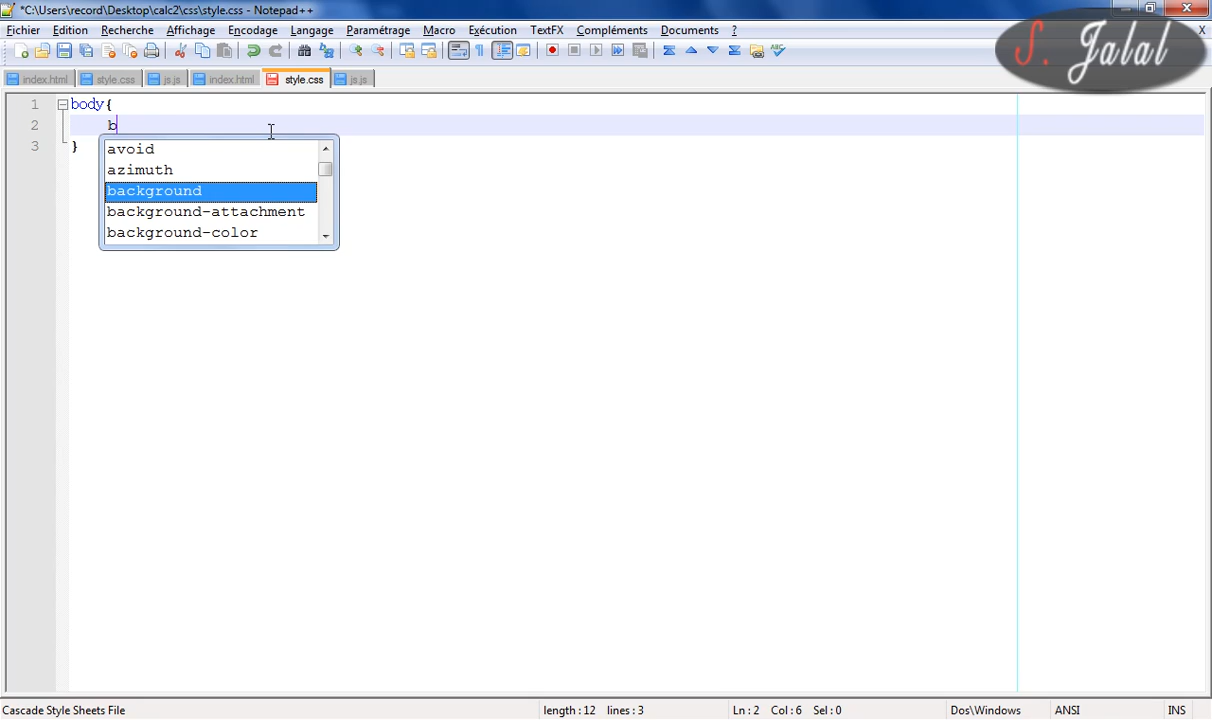 *C:\Users\record\Desktop\calc2\css\style.css - Notepad++
Fichier Edition Recherche Affichage Encodage Langage Paramétrage Macro Exécution TextFX Compléments Documents ? X
S. Jalal
index.html style.css js.js index.html style.css js.js
1 body{
2 b
3 }
avoid
azimuth
background
background-attachment
background-color
Cascade Style Sheets File length:12 lines:3 Ln:2 Col:6 Sel:0 Dos\Windows ANSI INS